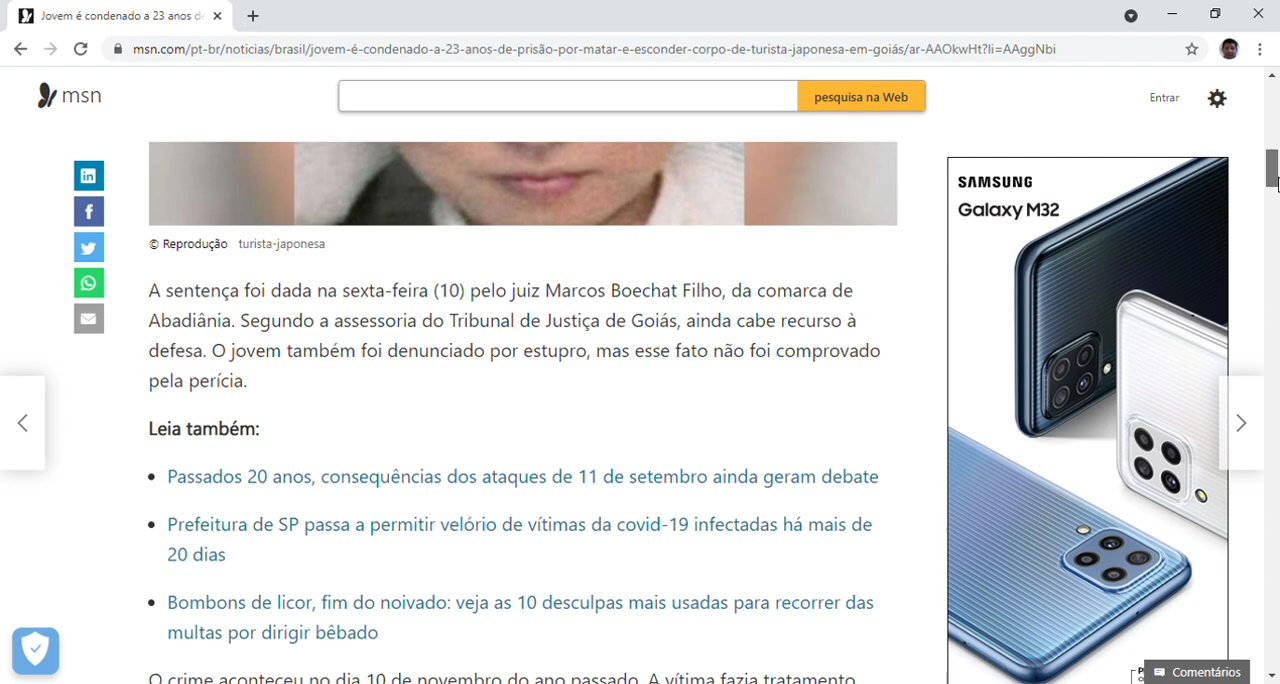 Jovem é condenado a 23 anos de
msn.com/pt-br/noticias/brasil/jovem-é-condenado-a-23-anos-de-prisão-por-matar-e-esconder-corpo-de-turista-japonesa-em-goiás/ar-AAOkwHt?li=AAggNbi
msn
pesquisa na Web
Entrar
© Reprodução turista-japonesa
A sentença foi dada na sexta-feira (10) pelo juiz Marcos Boechat Filho, da comarca de
Abadiânia. Segundo a assessoria do Tribunal de Justiça de Goiás, ainda cabe recurso à
defesa. O jovem também foi denunciado por estupro, mas esse fato não foi comprovado
pela perícia.
Leia também:
Passados 20 anos, consequências dos ataques de 11 de setembro ainda geram debate
Prefeitura de SP passa a permitir velório de vítimas da covid-19 infectadas há mais de
20 dias
Bombons de licor, fim do noivado: veja as 10 desculpas mais usadas para recorrer das
multas por dirigir bêbado
O crime aconteceu no dia 10 de novembro do ano passado. A vítima fazia tratamento
SAMSUNG
Galaxy M32
Comentários